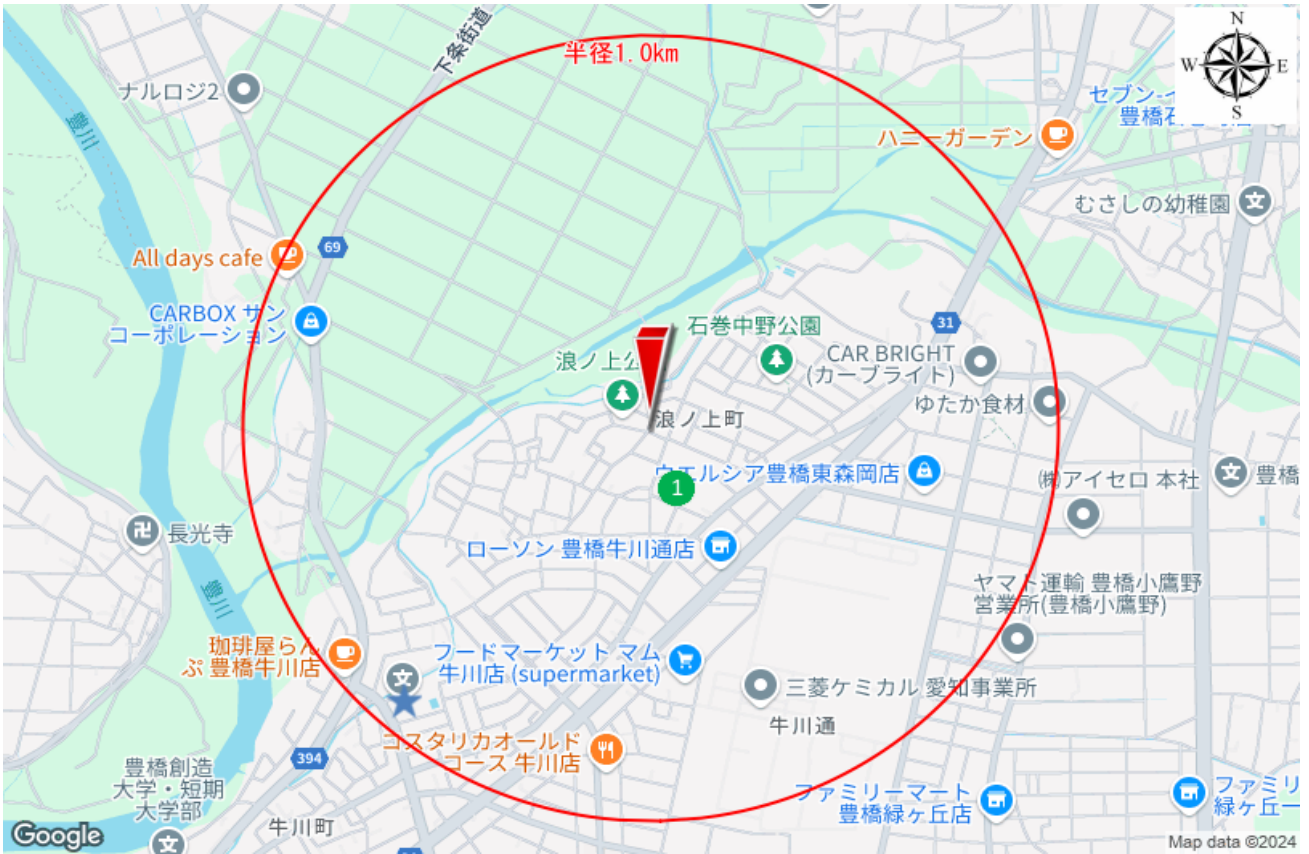 半径1.0km
N
W E
S
下条街道
ナルロジ2
豊川
セブン-イ
豊橋石
ハニーガーデン
むさしの幼稚園
All days cafe
69
CARBOX サン
コーポレーション
石巻中野公園
31
浪ノ上公
CAR BRIGHT
(カーブライト)
ゆたか食材
浪ノ上町
ウエルシア豊橋東森岡店
1
㈱アイセロ 本社
文
豊橋
卍
長光寺
ローソン 豊橋牛川通店
豊川
ヤマト運輸 豊橋小鷹野
営業所(豊橋小鷹野)
珈琲屋らん
ぷ 豊橋牛川店
フードマーケット マム
牛川店 (supermarket)
文
三菱ケミカル 愛知事業所
牛川通
コスタリカオールド
コース 牛川店
394
豊橋創造
大学・短期
大学部
文
ファミリーマート
豊橋緑ヶ丘店
ファミリ
緑ヶ丘一
牛川町
Google
Map data ©2024